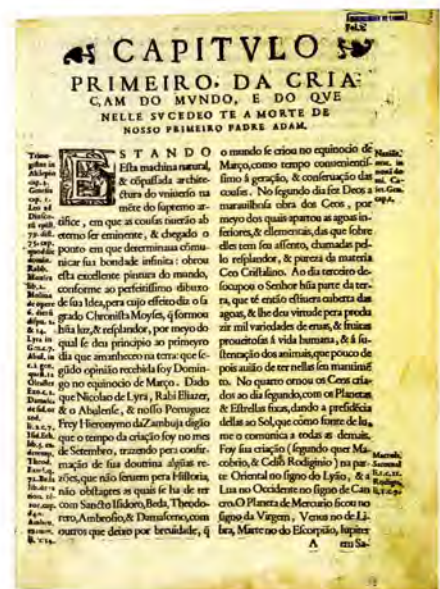 CAPITVLO
PRIMEIRO. DA CRIA
C,AM DO MVNDO, E DO QVE
NELLE SVCEDEO TE A MORTE DE
NOSSO PRIMEIRO PADRE ADAM.
ESTANDO
Esta machina natural,
& cõpassada archite-
ctura do vniuerso na
mẽte do supremo ar-
tifice, em que as cousas tiuerão ab
eterno ser eminente, & chegado o
ponto em que determinaua cõmu-
nicar sua bondade infinita: obrou
esta excellente pintura do mundo,
conforme ao perfeitissimo dibuxo
de sua Idea, pera cujo effeito diz o sa
grado Chronista Moyses, q̃ formou
hũa luz, & resplandor, por meyo do
qual se deu principio ao primeyro
dia que amanheceo na terra: que se-
gũdo opinião recebida foy Domin-
go no equinocio de Março. Dado
que Nicolao de Lyra, Rabi Eliazer,
& o Abulense, & nosso Portuguez
Frey Hieronymo da Zambuja digão
que o tempo da criação foy no mes
de Setembro, trazendo pera confir-
mação de sua doutrina algũas re-
zões, que não seruem pera Historia,
não obstãtes as quais se ha de ter
com Sancto Isidoro, Beda, Theodo-
reto, Ambrosio, & Damasceno, com
outros que deixo por breuidade, q̃
o mundo se criou no equinocio de
Março, como tempo conuenientis-
simo á geração, & conseruação das
cousas. No segundo dia fez Deos a
marauilhosa obra dos Ceos, por
meyo dos quais apartou as agoas in-
feriores, & ellementais, das que sobre
elles tem seu assento, chamadas pel-
lo resplandor, & pureza da materia
Ceo Cristalino. Ao dia terceiro de-
socupou o Senhor hũa parte da ter-
ra, que té então estiuera cuberta das
agoas, & lhe deu virtude pera produ
zir mil variedades de eruas, & fruitas
proueitosas á vida humana, & á su-
stentação dos animais, que pouco de
pois auião de ter nelles seu mantimẽ
to. No quarto ornou os Ceos cria-
dos ao dia segundo, com os Planetas
& Estrellas fixas, dando a presidẽcia
dellas ao Sol, que como fonte de lu-
me o comunica a todas as demais.
Foy sua criação (segundo quer Ma-
crobio, & Celio Rodiginio) na par-
te Oriental no signo do Lyão, & a
Lua no Occidente no signo de Can
cro. O Planeta de Mercurio ficou no
signo da Virgem, Venus no de Li-
bra, Marte no do Escorpião, Iupiter
A em Sa-